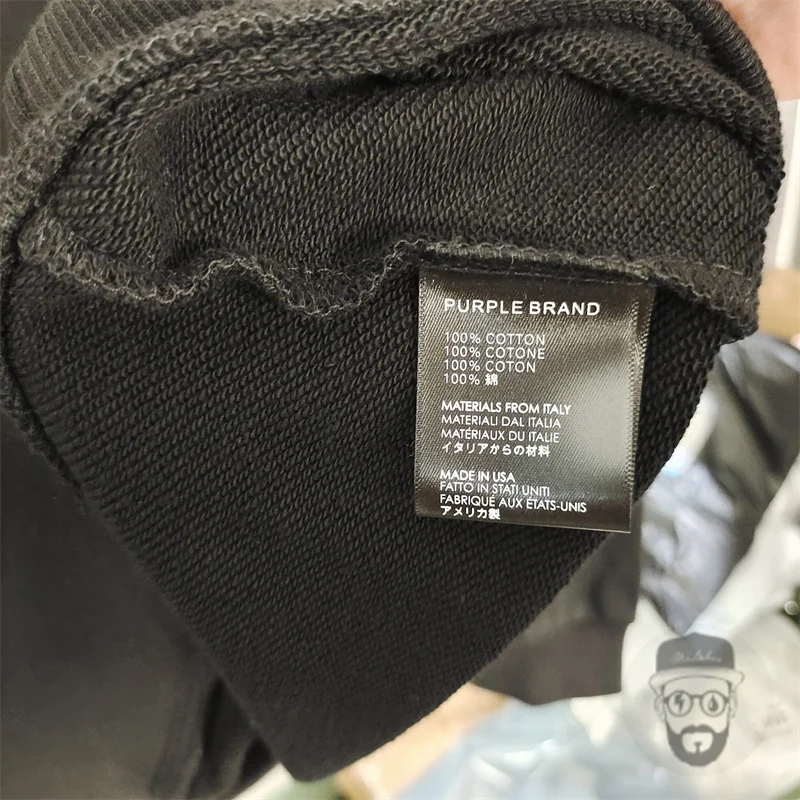 PURPLE BRAND
100% COTTON
100% COTONE
100% COTON
100% 綿
MATERIALS FROM ITALY
MATERIALI DAL ITALIA
MATÉRIAUX DU ITALIE
イタリアからの材料
MADE IN USA
FATTO IN STATI UNITI
FABRIQUÉ AUX ÉTATS-UNIS
アメリカ製